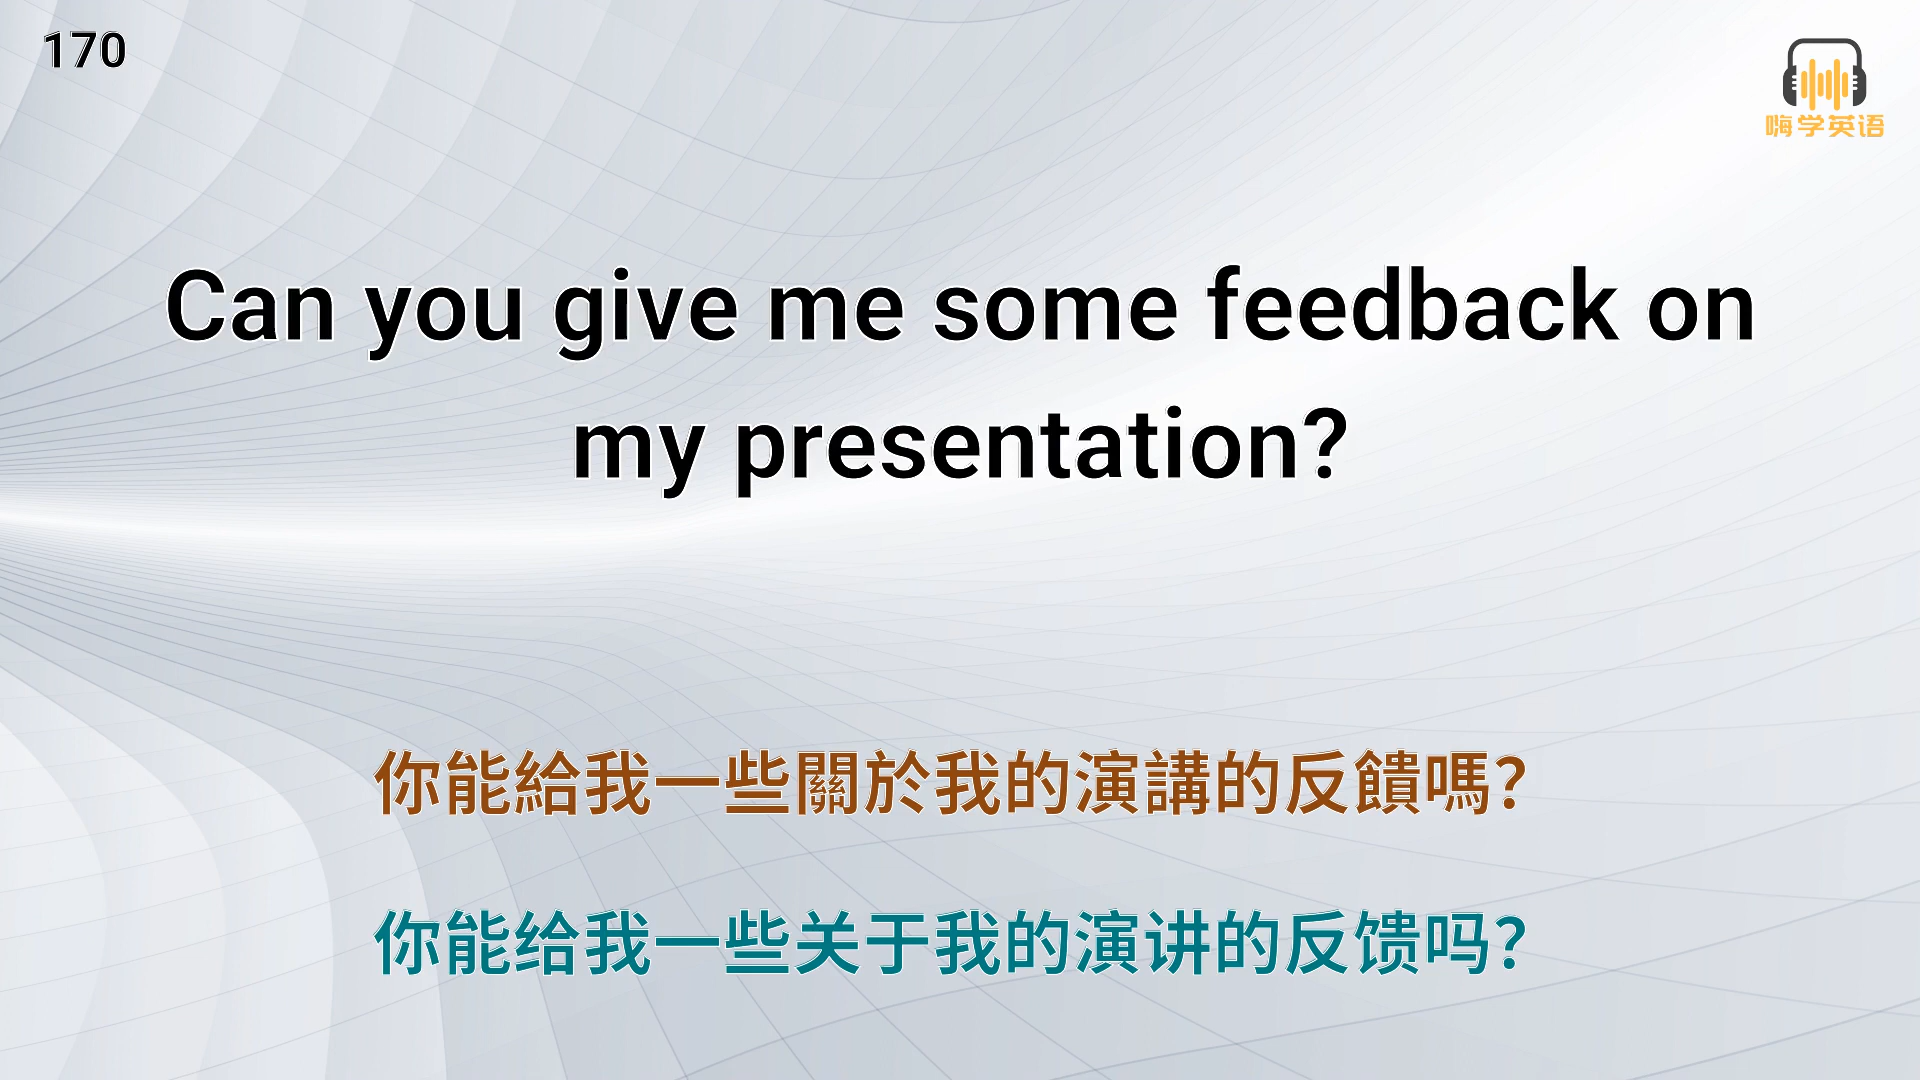 170
嗨学英语
Can you give me some feedback on
my presentation?
你能給我一些關於我的演講的反饋嗎?
你能给我一些关于我的演讲的反馈吗?